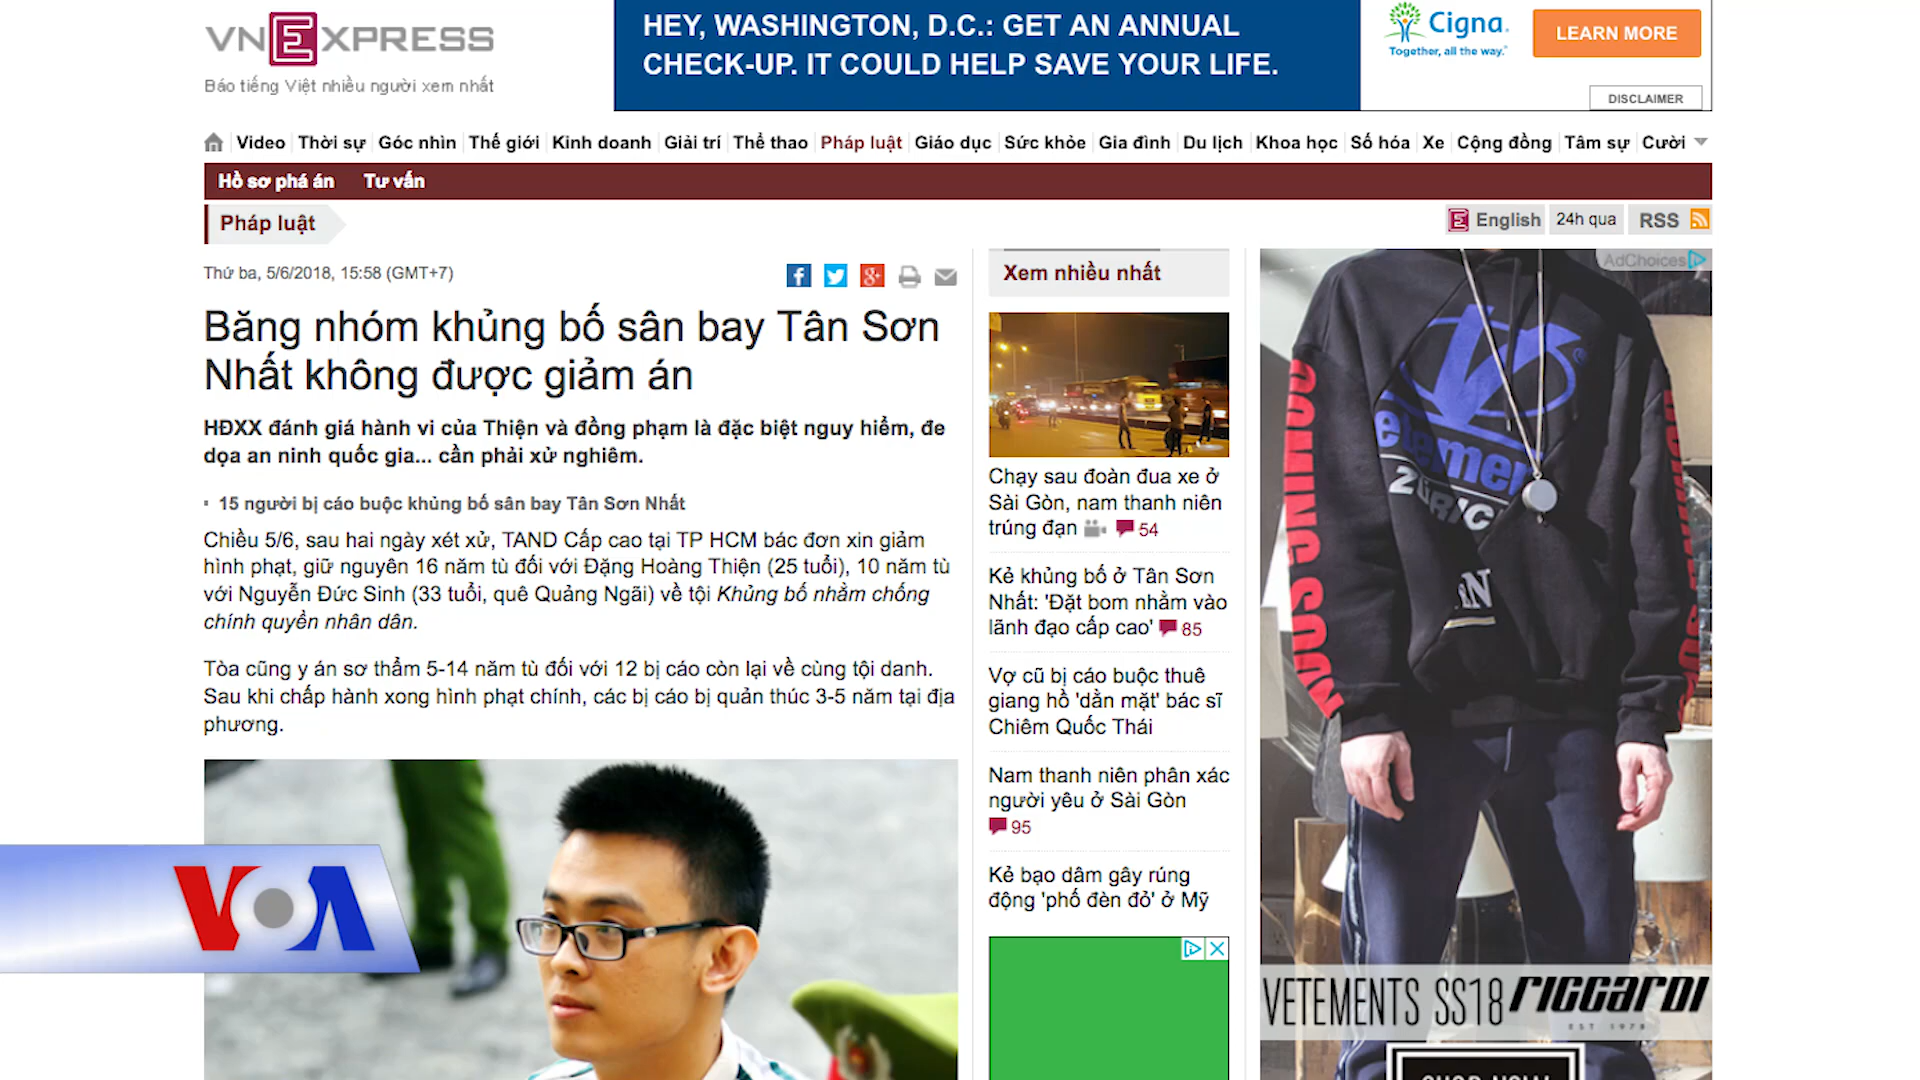 VNEXPRESS
Báo tiếng Việt nhiều người xem nhất
HEY, WASHINGTON, D.C.: GET AN ANNUAL
CHECK-UP. IT COULD HELP SAVE YOUR LIFE.
Cigna.
Together, all the way.
LEARN MORE
DISCLAIMER
Video Thời sự Góc nhìn Thế giới Kinh doanh Giải trí Thể thao Pháp luật Giáo dục Sức khỏe Gia đình Du lịch Khoa học Số hóa Xe Cộng đồng Tâm sự Cười
Hồ sơ phá án Tư vấn
Pháp luật
E English 24h qua RSS
Thứ ba, 5/6/2018, 15:58 (GMT+7)
Băng nhóm khủng bố sân bay Tân Sơn
Nhất không được giảm án
HĐXX đánh giá hành vi của Thiện và đồng phạm là đặc biệt nguy hiểm, đe
dọa an ninh quốc gia... cần phải xử nghiêm.
15 người bị cáo buộc khủng bố sân bay Tân Sơn Nhất
Chiều 5/6, sau hai ngày xét xử, TAND Cấp cao tại TP HCM bác đơn xin giảm
hình phạt, giữ nguyên 16 năm tù đối với Đặng Hoàng Thiện (25 tuổi), 10 năm tù
với Nguyễn Đức Sinh (33 tuổi, quê Quảng Ngãi) về tội Khủng bố nhằm chống
chính quyền nhân dân.
Tòa cũng y án sơ thẩm 5-14 năm tù đối với 12 bị cáo còn lại về cùng tội danh.
Sau khi chấp hành xong hình phạt chính, các bị cáo bị quản thúc 3-5 năm tại địa
phương.
VOA
Xem nhiều nhất
Chạy sau đoàn đua xe ở
Sài Gòn, nam thanh niên
trúng đạn 54
Kẻ khủng bố ở Tân Sơn
Nhất: 'Đặt bom nhằm vào
lãnh đạo cấp cao' 85
Vợ cũ bị cáo buộc thuê
giang hồ 'dằn mặt' bác sĩ
Chiêm Quốc Thái
Nam thanh niên phân xác
người yêu ở Sài Gòn
95
Kẻ bạo dâm gây rúng
động 'phố đèn đỏ' ở Mỹ
AdChoices
COMING SOON
VETEMENTS SS18 RICCARDI
EST 1978
SHOP NOW!